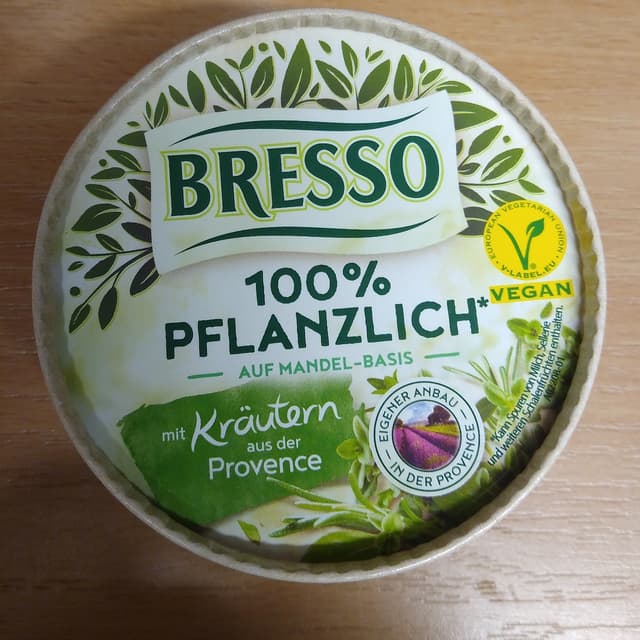 BRESSO
100%
PFLANZLICH*
AUF MANDEL-BASIS
mit Kräutern
aus der
Provence
EIGENER ANBAU
IN DER PROVENCE
EUROPEAN VEGETARIAN UNION
V-LABEL.EU
VEGAN
*Kann Spuren von Milch, Sellerie
und weiteren Schalenfrüchten enthalten.